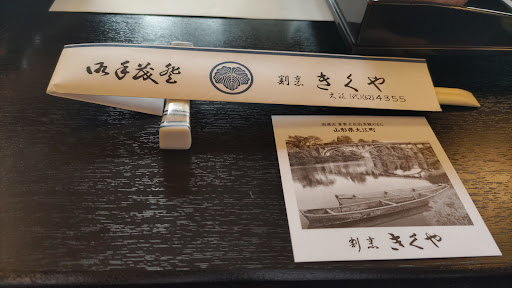 御手茂登
割烹 きくや
大江 (代)(62)4355
山形県大江町
割烹 きくや